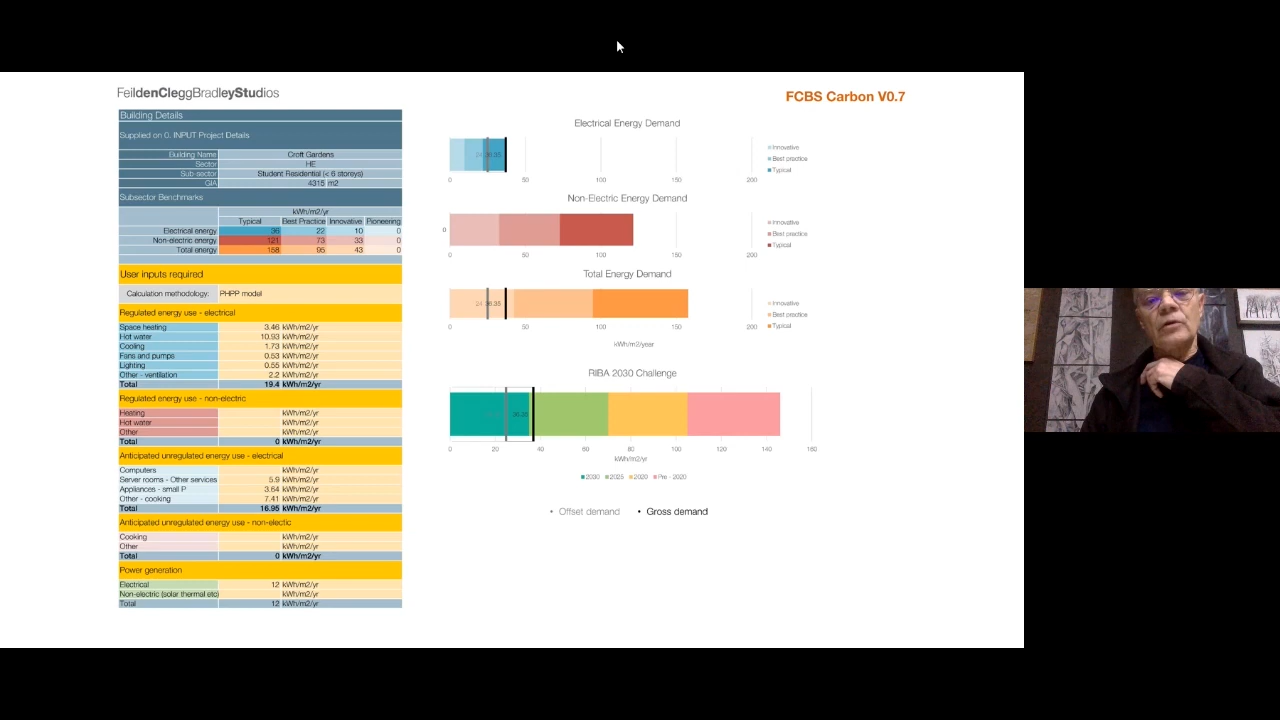 FeildenCleggBradleyStudios
FCBS Carbon V0.7
Building Details
Supplied on 0. INPUT Project Details
Building Name Croft Gardens
Sector HE
Sub-sector Student Residential (< 6 storeys)
GIA 4315 m2
Subsector Benchmarks
kWh/m2/yr
Typical Best Practice Innovative Pioneering
Electrical energy 36 22 10 0
Non-electric energy 121 73 33 0
Total energy 158 95 43 0
User inputs required
Calculation methodology: PHPP model
Regulated energy use - electrical
Space heating 3.46 kWh/m2/yr
Hot water 10.93 kWh/m2/yr
Cooling 1.73 kWh/m2/yr
Fans and pumps 0.53 kWh/m2/yr
Lighting 0.55 kWh/m2/yr
Other - ventilation 2.2 kWh/m2/yr
Total 19.4 kWh/m2/yr
Regulated energy use - non-electric
Heating kWh/m2/yr
Hot water kWh/m2/yr
Other kWh/m2/yr
Total 0 kWh/m2/yr
Anticipated unregulated energy use - electrical
Computers kWh/m2/yr
Server rooms - Other services 5.9 kWh/m2/yr
Appliances - small P 3.64 kWh/m2/yr
Other - cooking 7.41 kWh/m2/yr
Total 16.95 kWh/m2/yr
Anticipated unregulated energy use - non-electic
Cooking kWh/m2/yr
Other kWh/m2/yr
Total 0 kWh/m2/yr
Power generation
Electrical 12 kWh/m2/yr
Non-electric (solar thermal etc) kWh/m2/yr
Total 12 kWh/m2/yr
Electrical Energy Demand
36.35
Innovative
Best practice
Typical
0 50 100 150 200
Non-Electric Energy Demand
0
Innovative
Best practice
Typical
0 50 100 150 200
Total Energy Demand
36.35
Innovative
Best practice
Typical
0 50 100 150 200
kWh/m2/year
RIBA 2030 Challenge
36.35
0 20 40 60 80 100 120 140 160
kWh/m2/yr
2030 2025 2020 Pre - 2020
• Offset demand • Gross demand